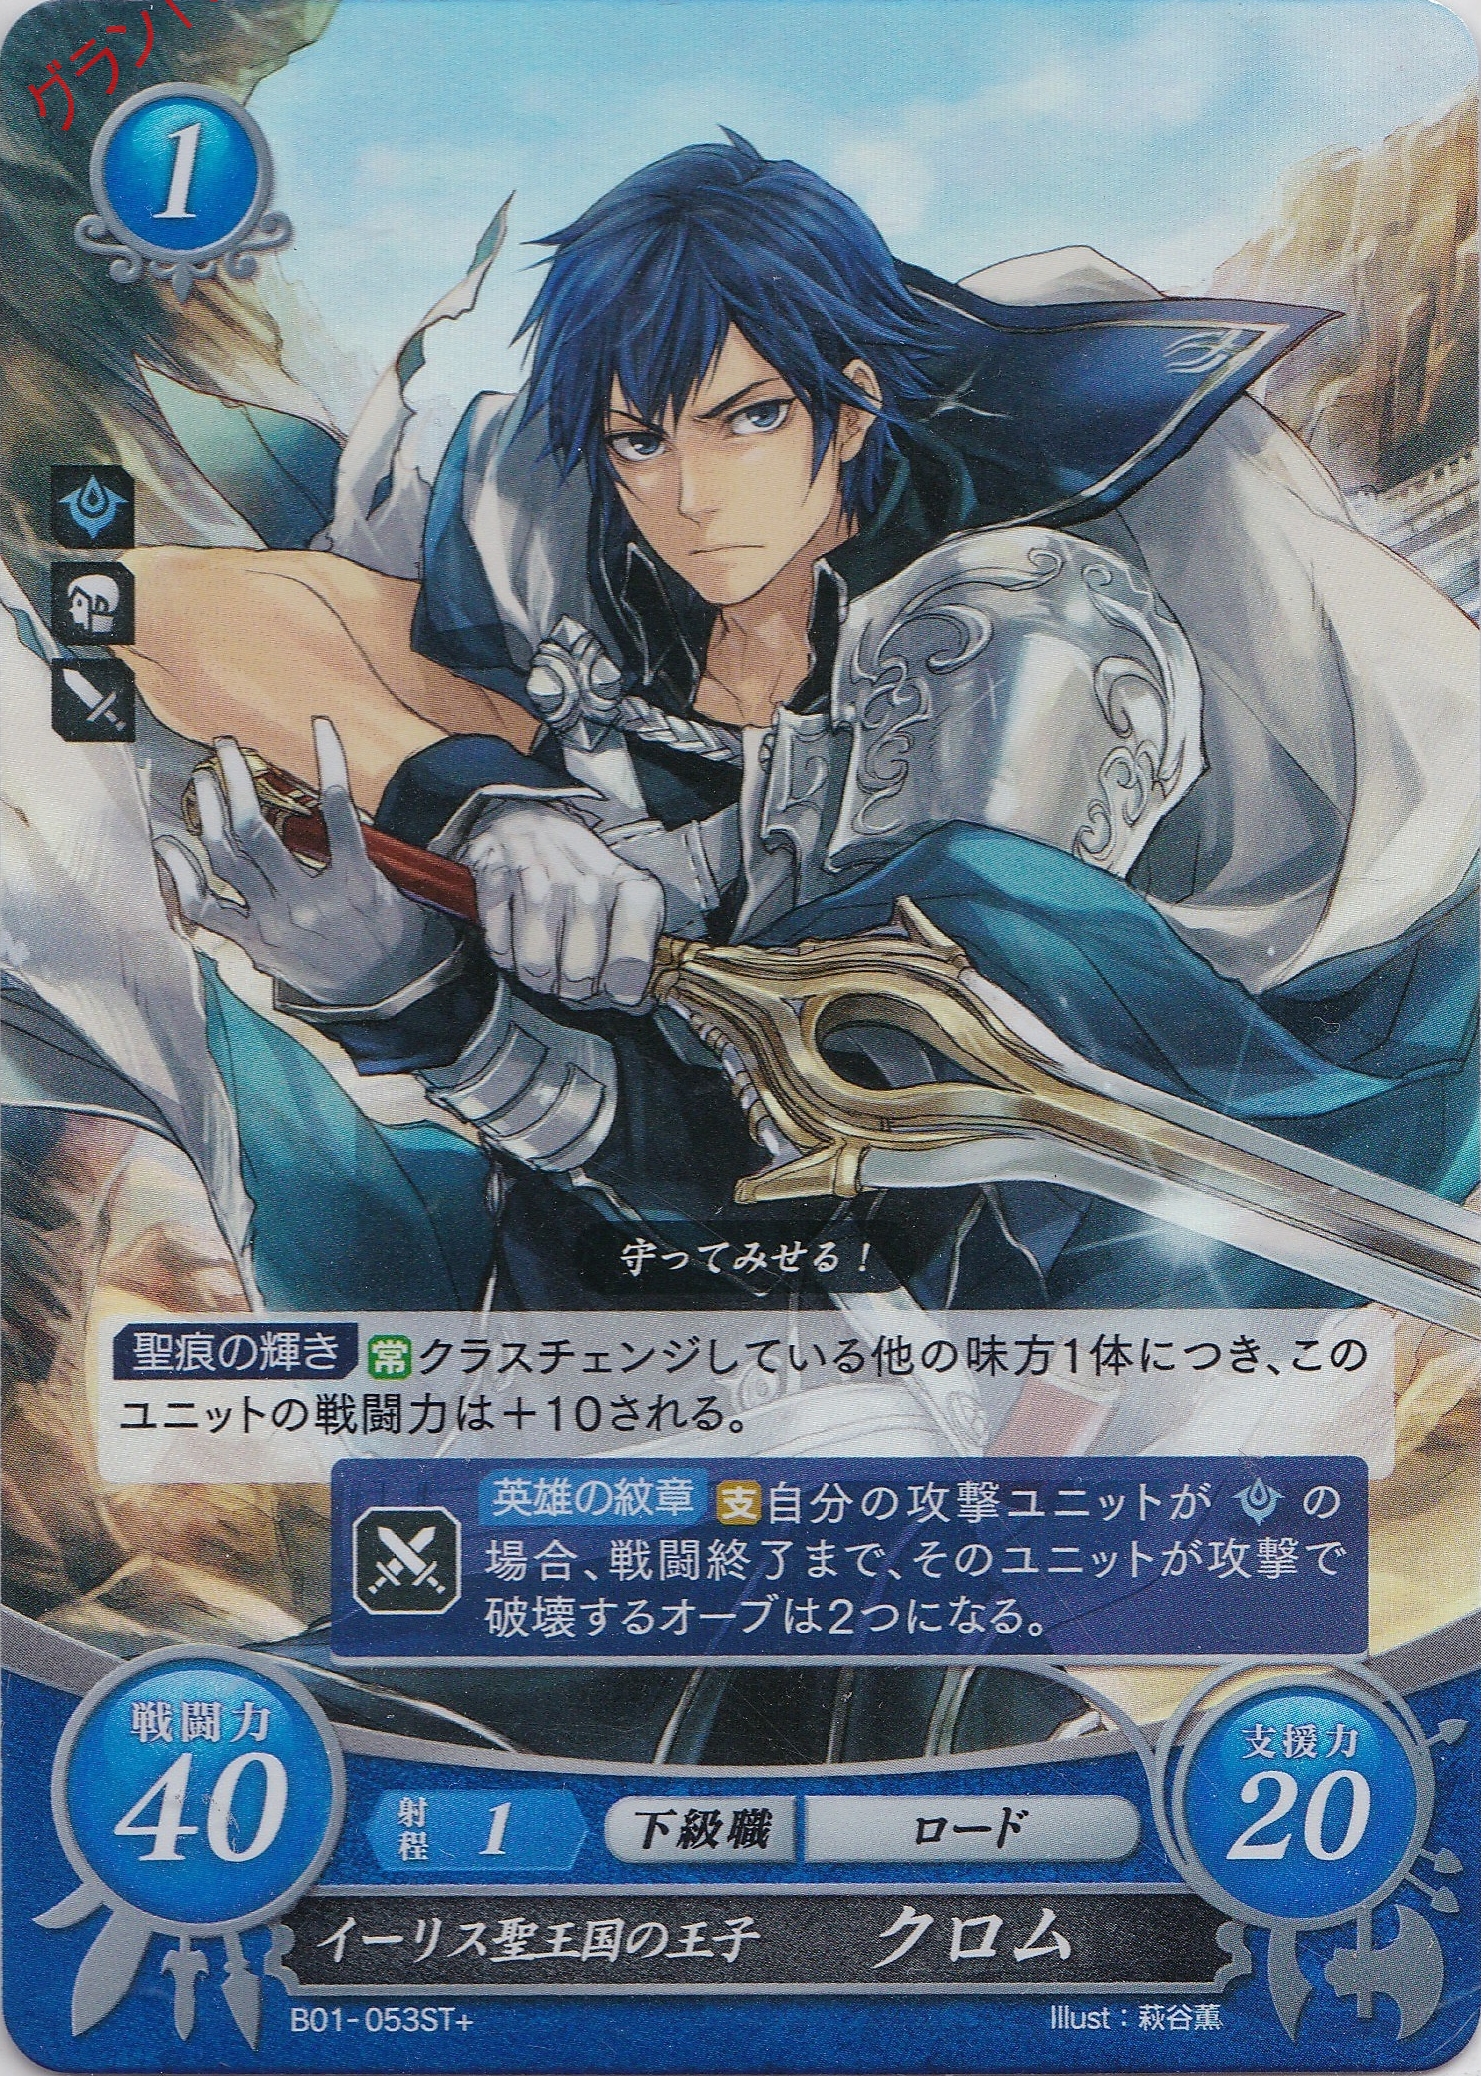 グラン
1
守ってみせる！
聖痕の輝き 常 クラスチェンジしている他の味方1体につき、この
ユニットの戦闘力は＋10される。
英雄の紋章 支 自分の攻撃ユニットが の
場合、戦闘終了まで、そのユニットが攻撃で
破壊するオーブは2つになる。
戦闘力
40
射程 1
下級職 ロード
支援力
20
イーリス聖王国の王子 クロム
B01-053ST+
Illust：萩谷薫